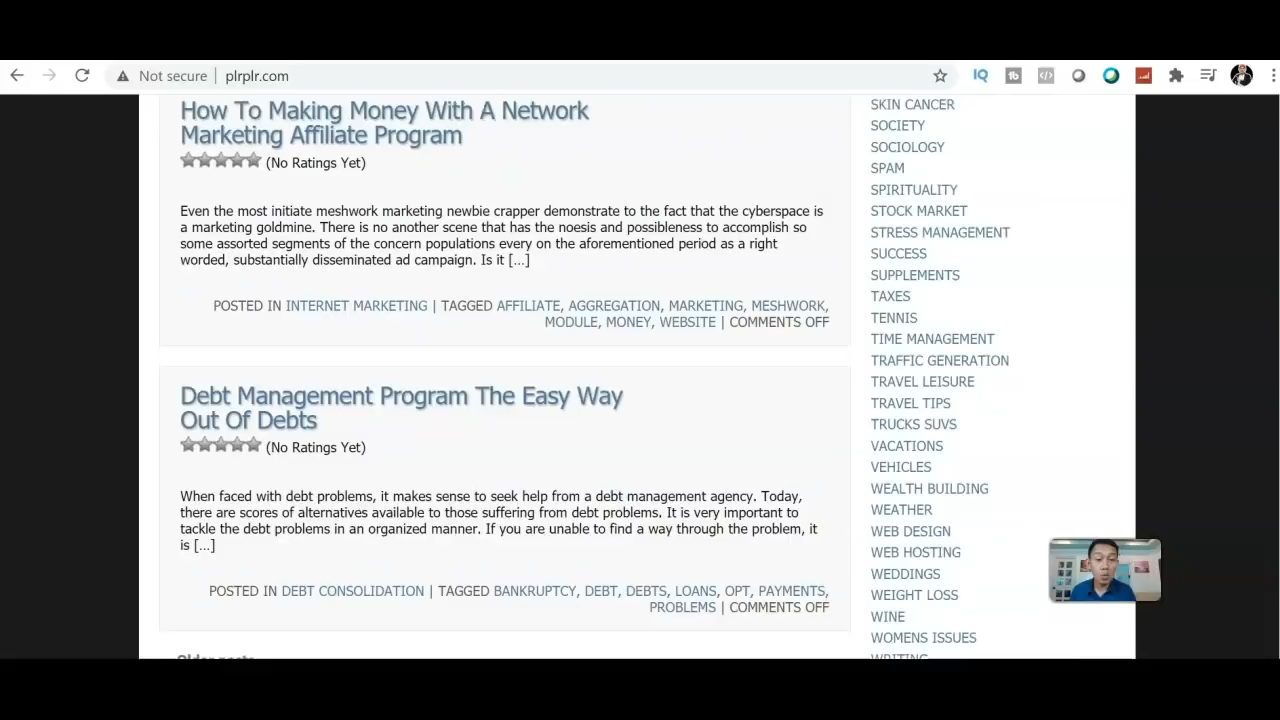 Not secure
plrplr.com
How To Making Money With A Network
Marketing Affiliate Program
(No Ratings Yet)
Even the most initiate meshwork marketing newbie crapper demonstrate to the fact that the cyberspace is
a marketing goldmine. There is no another scene that has the noesis and possibleness to accomplish so
some assorted segments of the concern populations every on the aforementioned period as a right
worded, substantially disseminated ad campaign. Is it […]
POSTED IN INTERNET MARKETING | TAGGED AFFILIATE, AGGREGATION, MARKETING, MESHWORK,
MODULE, MONEY, WEBSITE | COMMENTS OFF
Debt Management Program The Easy Way
Out Of Debts
(No Ratings Yet)
When faced with debt problems, it makes sense to seek help from a debt management agency. Today,
there are scores of alternatives available to those suffering from debt problems. It is very important to
tackle the debt problems in an organized manner. If you are unable to find a way through the problem, it
is […]
POSTED IN DEBT CONSOLIDATION | TAGGED BANKRUPTCY, DEBT, DEBTS, LOANS, OPT, PAYMENTS,
PROBLEMS | COMMENTS OFF
Older posts
SKIN CANCER
SOCIETY
SOCIOLOGY
SPAM
SPIRITUALITY
STOCK MARKET
STRESS MANAGEMENT
SUCCESS
SUPPLEMENTS
TAXES
TENNIS
TIME MANAGEMENT
TRAFFIC GENERATION
TRAVEL LEISURE
TRAVEL TIPS
TRUCKS SUVS
VACATIONS
VEHICLES
WEALTH BUILDING
WEATHER
WEB DESIGN
WEB HOSTING
WEDDINGS
WEIGHT LOSS
WINE
WOMENS ISSUES
WRITING